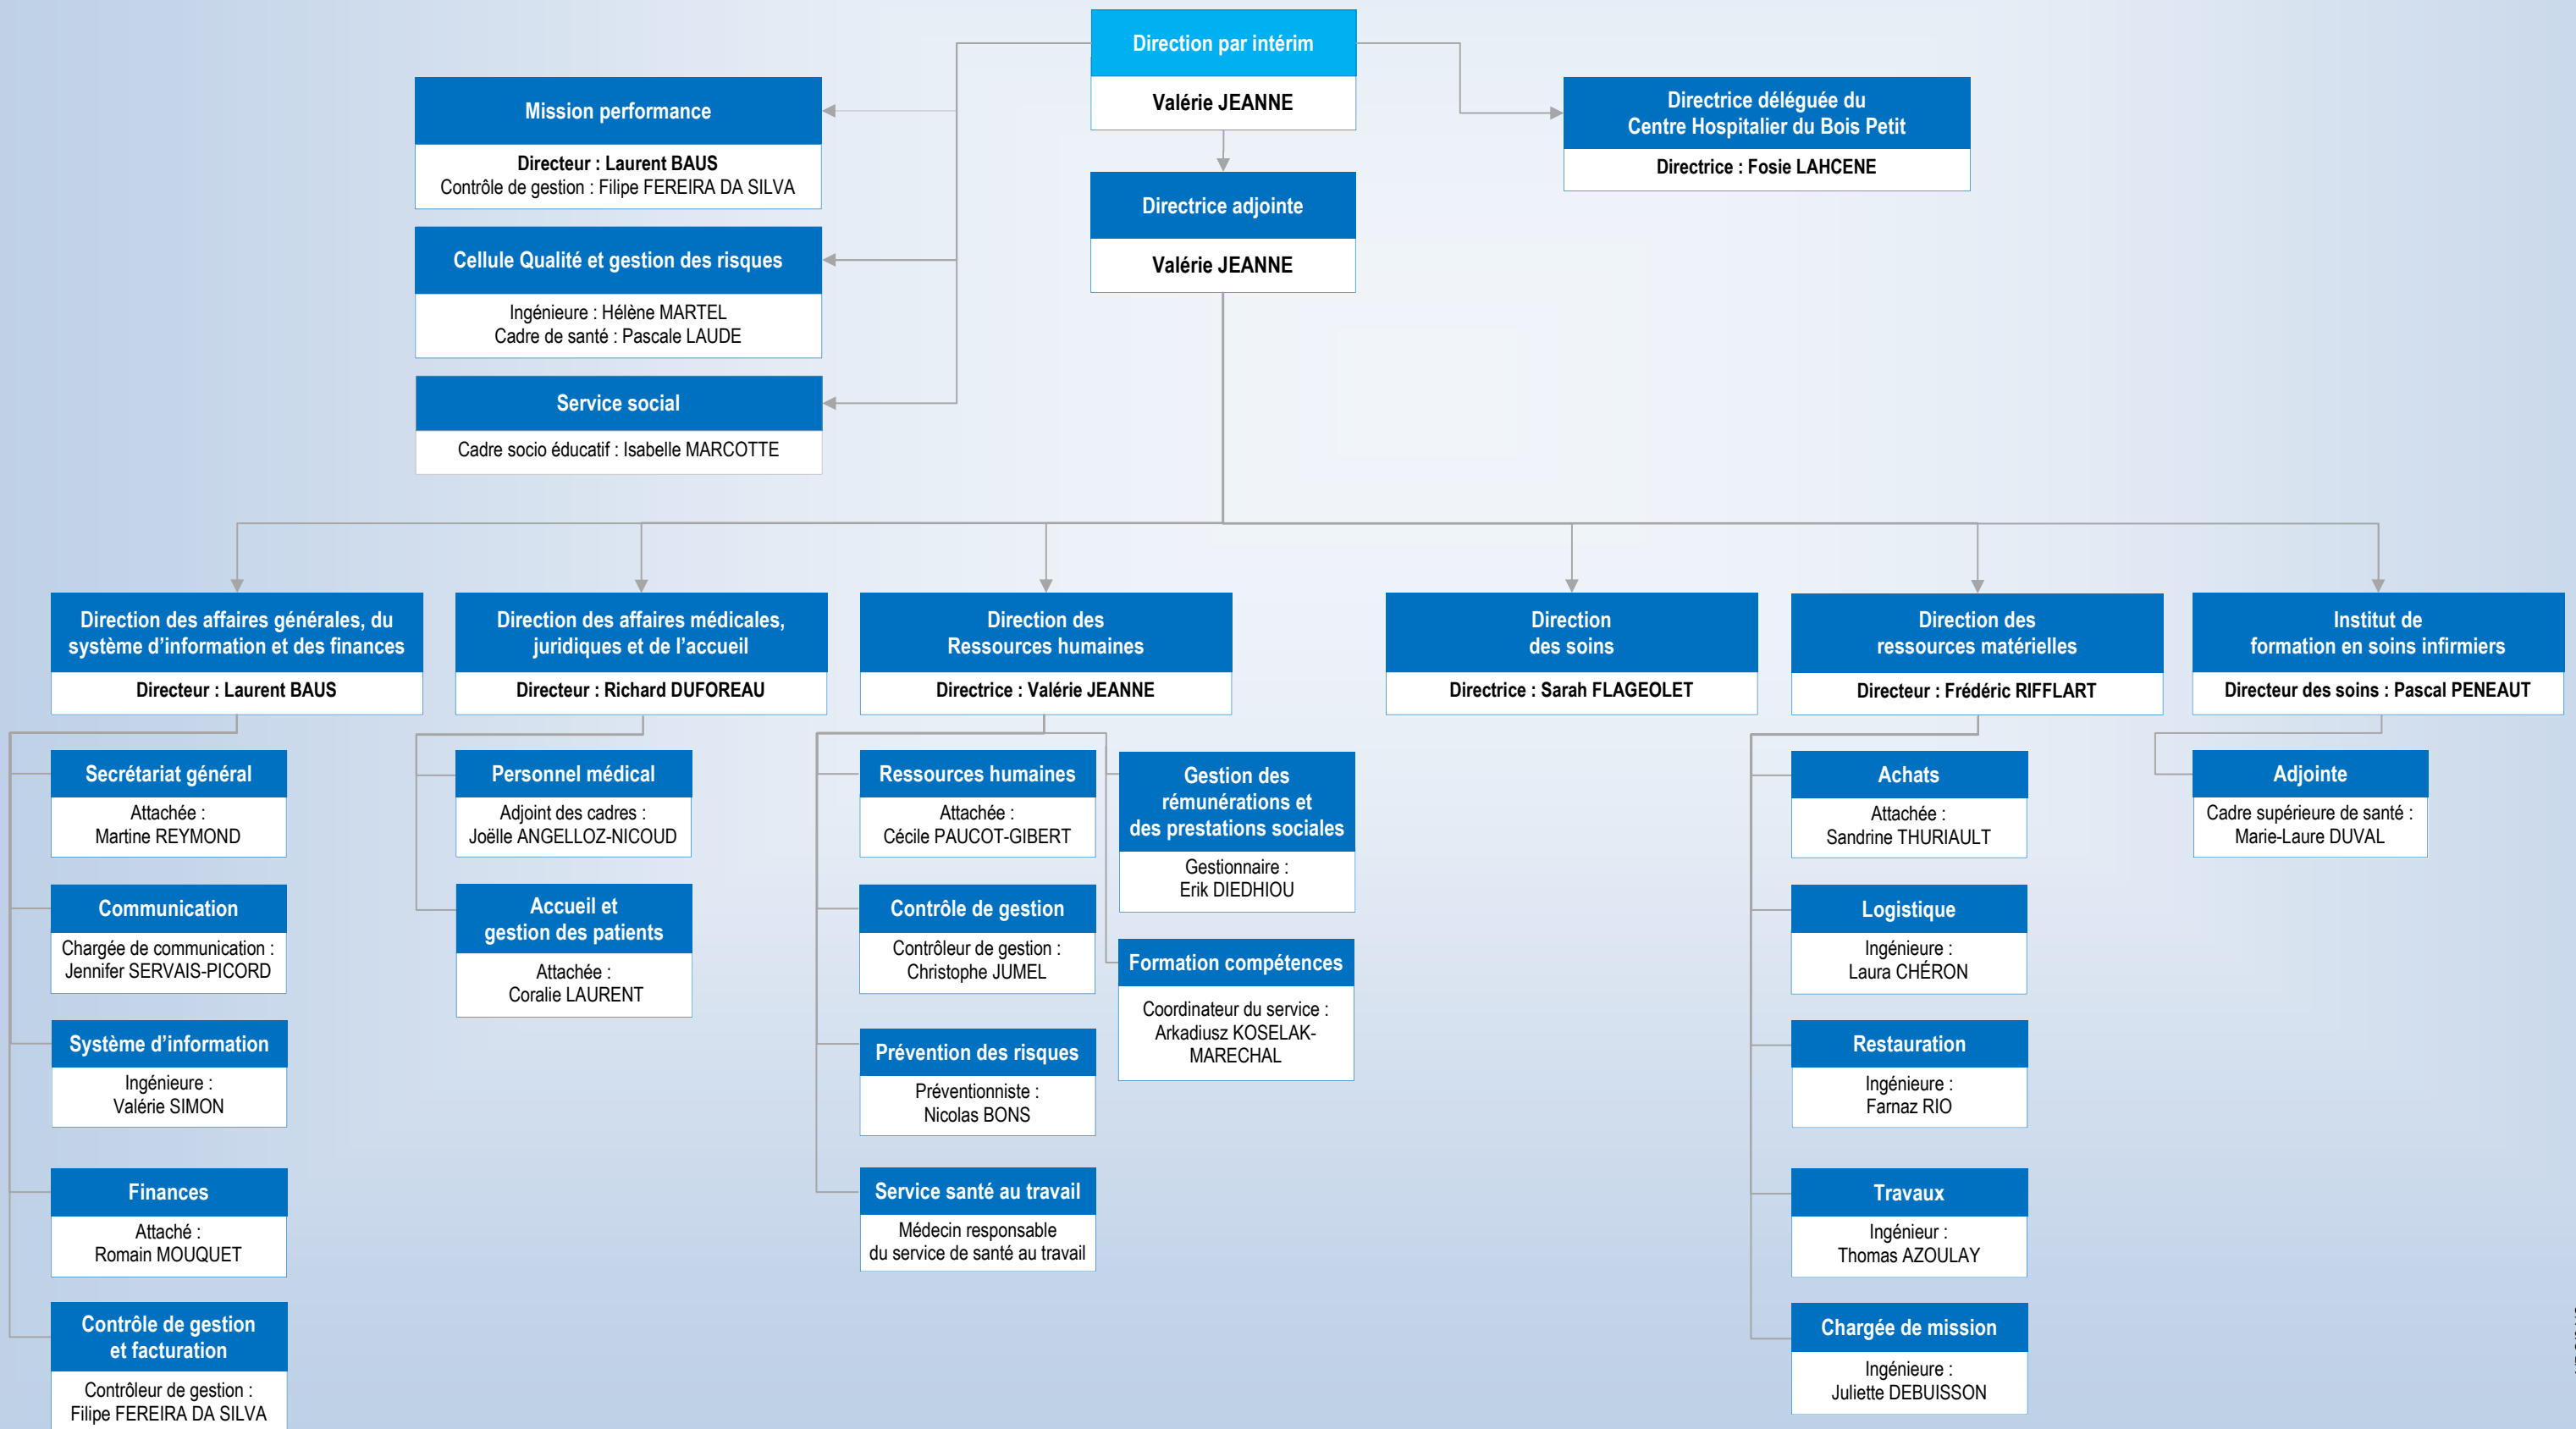 Direction par intérim
Valérie JEANNE
Mission performance
Directeur : Laurent BAUS
Contrôle de gestion : Filipe FEREIRA DA SILVA
Directrice déléguée du
Centre Hospitalier du Bois Petit
Directrice : Fosie LAHCENE
Directrice adjointe
Valérie JEANNE
Cellule Qualité et gestion des risques
Ingénieure : Hélène MARTEL
Cadre de santé : Pascale LAUDE
Service social
Cadre socio éducatif : Isabelle MARCOTTE
Direction des affaires générales, du
système d’information et des finances
Directeur : Laurent BAUS
Secrétariat général
Attachée :
Martine REYMOND
Communication
Chargée de communication :
Jennifer SERVAIS-PICORD
Système d’information
Ingénieure :
Valérie SIMON
Finances
Attaché :
Romain MOUQUET
Contrôle de gestion
et facturation
Contrôleur de gestion :
Filipe FEREIRA DA SILVA
Direction des affaires médicales,
juridiques et de l’accueil
Directeur : Richard DUFOREAU
Personnel médical
Adjoint des cadres :
Joëlle ANGELLOZ-NICOUD
Accueil et
gestion des patients
Attachée :
Coralie LAURENT
Direction des
Ressources humaines
Directrice : Valérie JEANNE
Ressources humaines
Attachée :
Cécile PAUCOT-GIBERT
Contrôle de gestion
Contrôleur de gestion :
Christophe JUMEL
Prévention des risques
Préventionniste :
Nicolas BONS
Service santé au travail
Médecin responsable
du service de santé au travail
Gestion des
rémunérations et
des prestations sociales
Gestionnaire :
Erik DIEDHIOU
Formation compétences
Coordinateur du service :
Arkadiusz KOSELAK-
MARECHAL
Direction
des soins
Directrice : Sarah FLAGEOLET
Direction des
ressources matérielles
Directeur : Frédéric RIFFLART
Achats
Attachée :
Sandrine THURIAULT
Logistique
Ingénieure :
Laura CHÉRON
Restauration
Ingénieure :
Farnaz RIO
Travaux
Ingénieur :
Thomas AZOULAY
Chargée de mission
Ingénieure :
Juliette DEBUISSON
Institut de
formation en soins infirmiers
Directeur des soins : Pascal PENEAUT
Adjointe
Cadre supérieure de santé :
Marie-Laure DUVAL